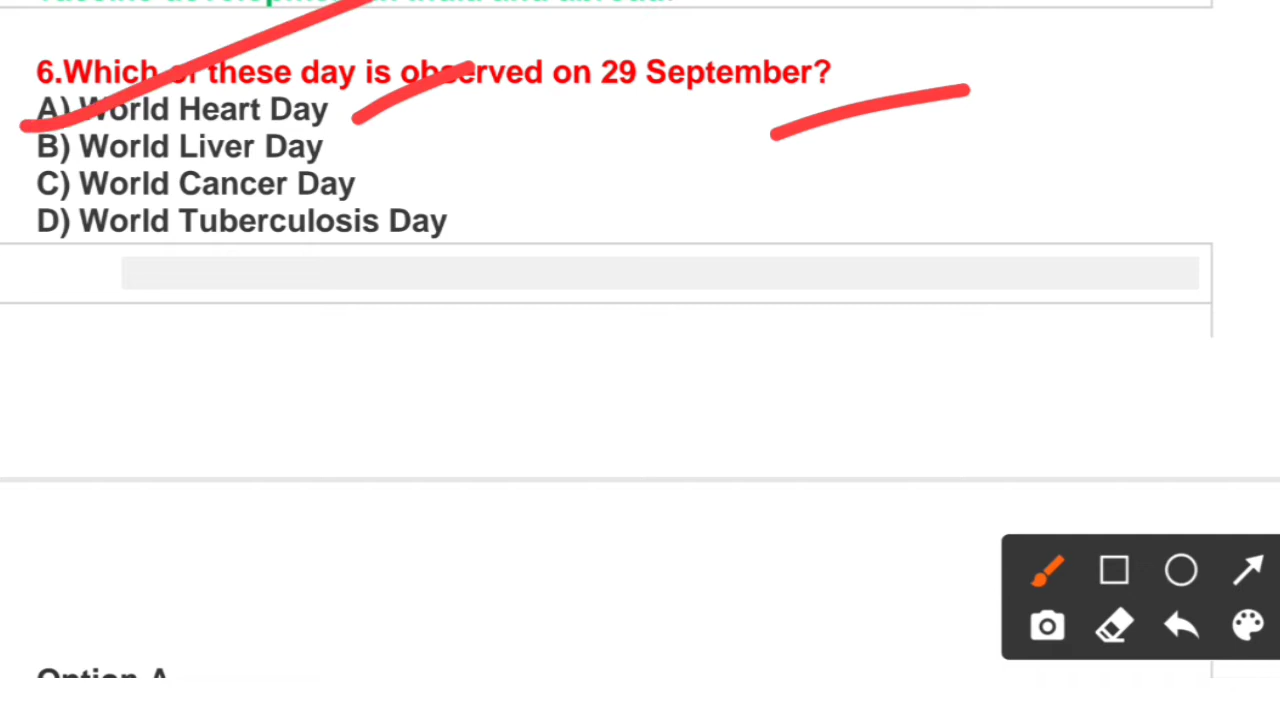 6.Which of these day is observed on 29 September?
A) World Heart Day
B) World Liver Day
C) World Cancer Day
D) World Tuberculosis Day
Option A